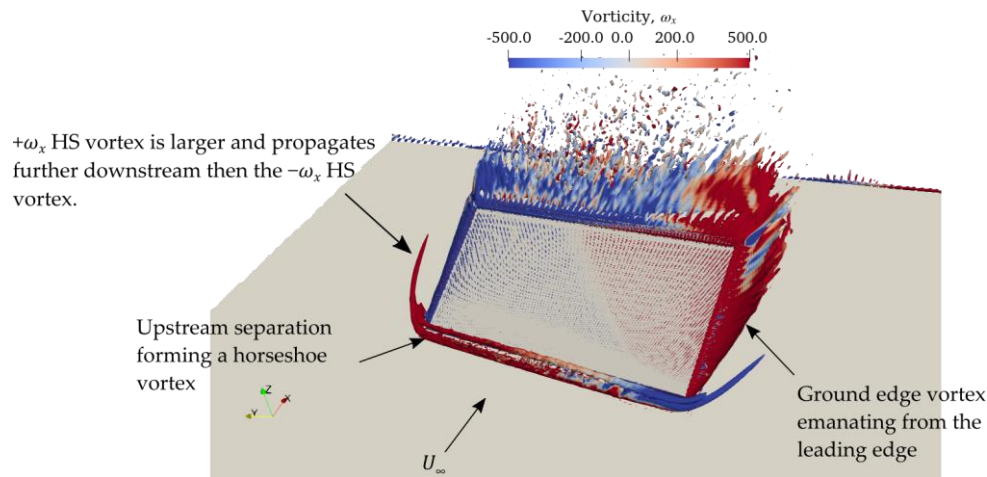 Vorticity, ωₓ
-500.0 -200.0 0.0 200.0 500.0
+ωₓ HS vortex is larger and propagates
further downstream then the −ωₓ HS
vortex.
Upstream separation
forming a horseshoe
vortex
Z
Y X
U∞
Ground edge vortex
emanating from the
leading edge